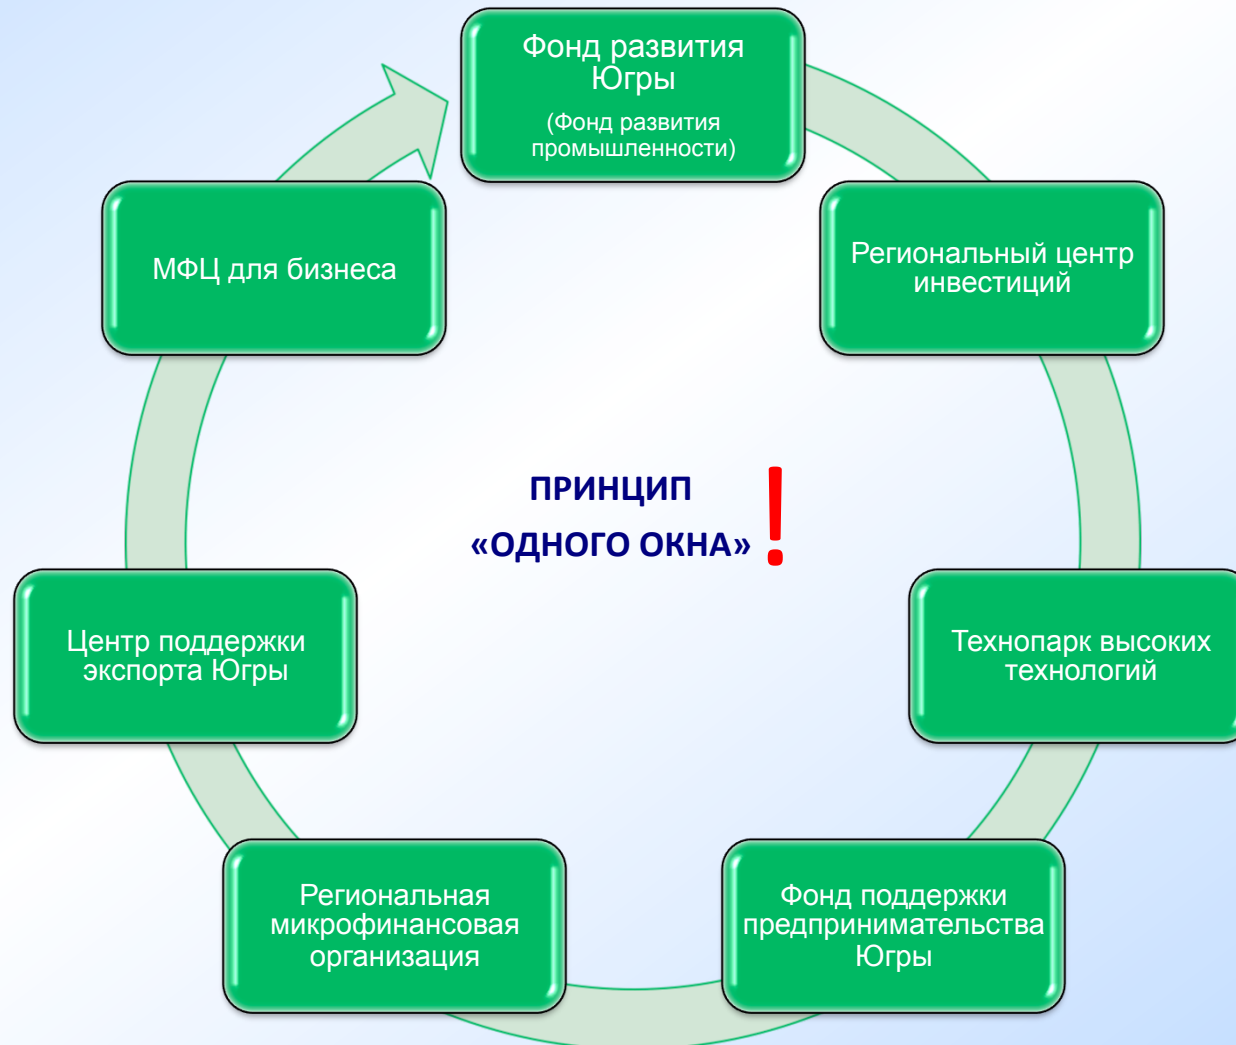 Фонд развития
Югры
(Фонд развития
промышленности)
Региональный центр
инвестиций
Технопарк высоких
технологий
Фонд поддержки
предпринимательства
Югры
Региональная
микрофинансовая
организация
Центр поддержки
экспорта Югры
МФЦ для бизнеса
ПРИНЦИП
«ОДНОГО ОКНА» !